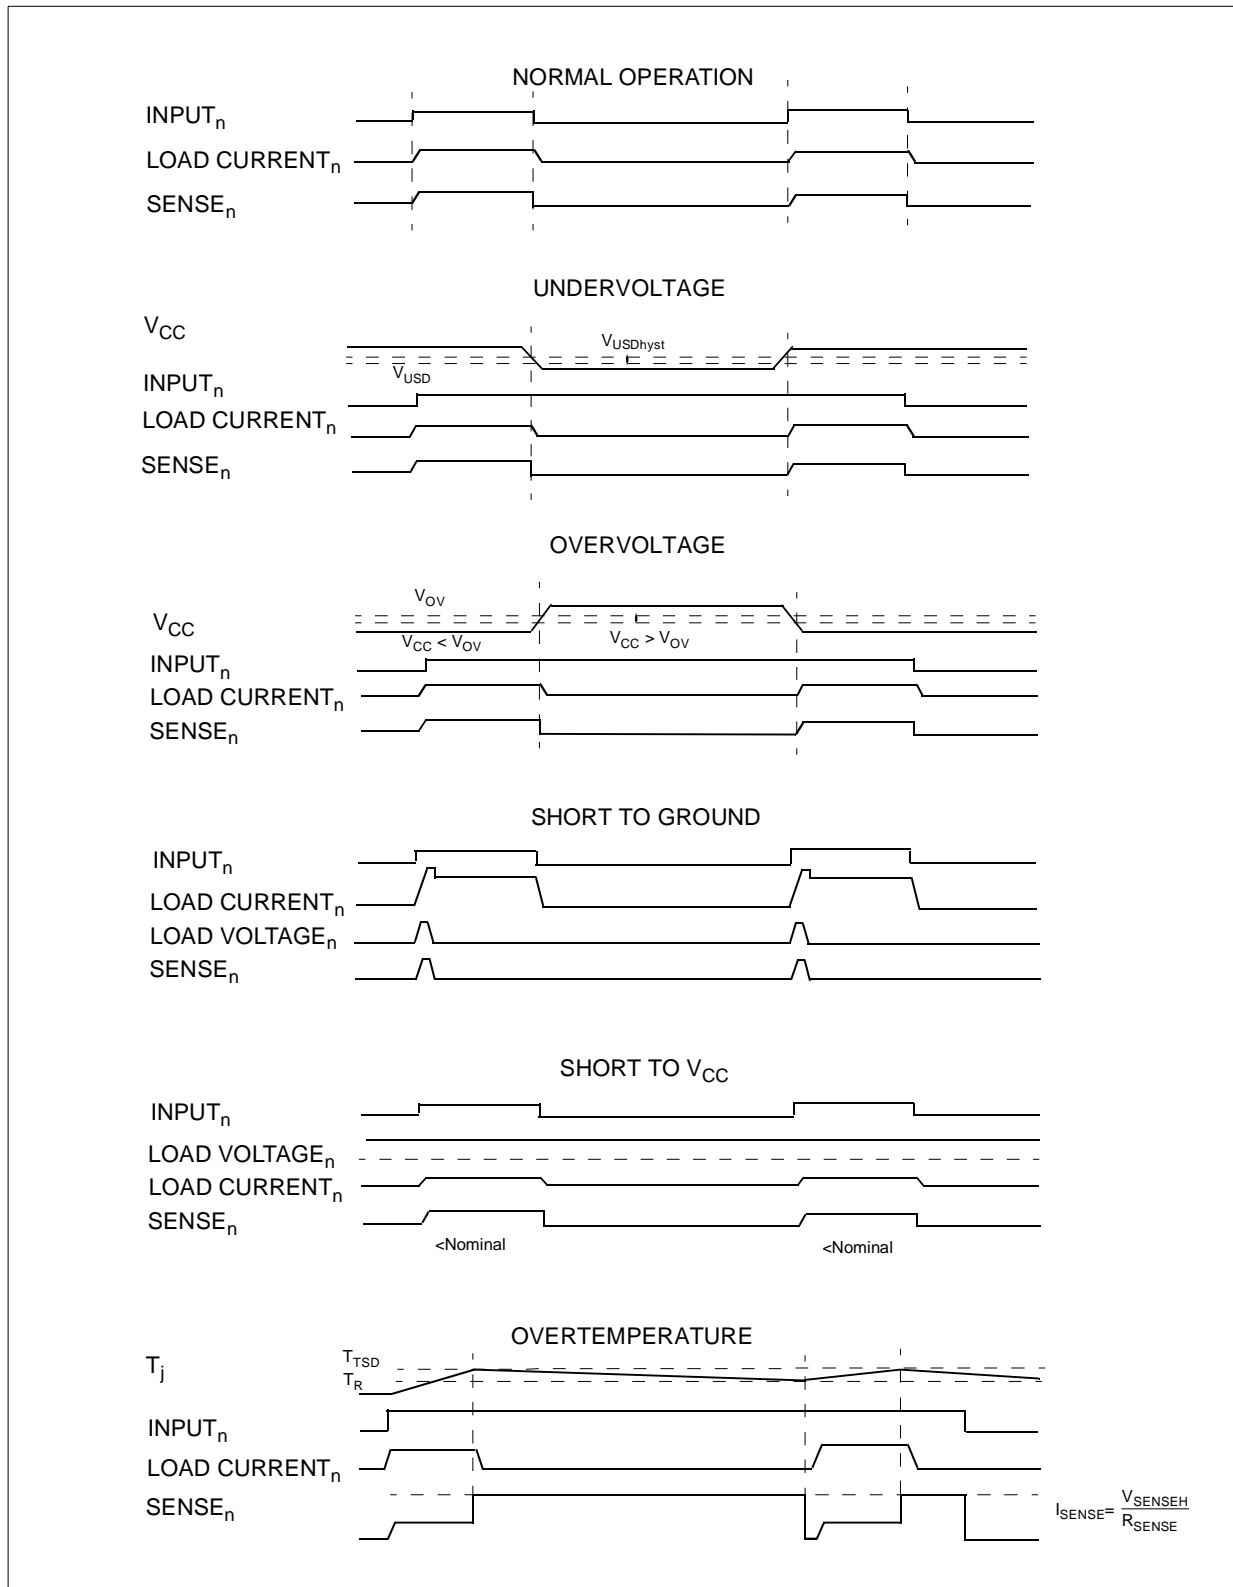 NORMAL OPERATION
INPUTn
LOAD CURRENTn
SENSEn
UNDERVOLTAGE
VCC
VUSDhyst
VUSD
INPUTn
LOAD CURRENTn
SENSEn
OVERVOLTAGE
VOV
VCC
VCC < VOV
VCC > VOV
INPUTn
LOAD CURRENTn
SENSEn
SHORT TO GROUND
INPUTn
LOAD CURRENTn
LOAD VOLTAGEn
SENSEn
SHORT TO VCC
INPUTn
LOAD VOLTAGEn
LOAD CURRENTn
SENSEn
<Nominal
<Nominal
OVERTEMPERATURE
Tj
TTSD
TR
INPUTn
LOAD CURRENTn
SENSEn
ISENSE= VSENSEH
RSENSE